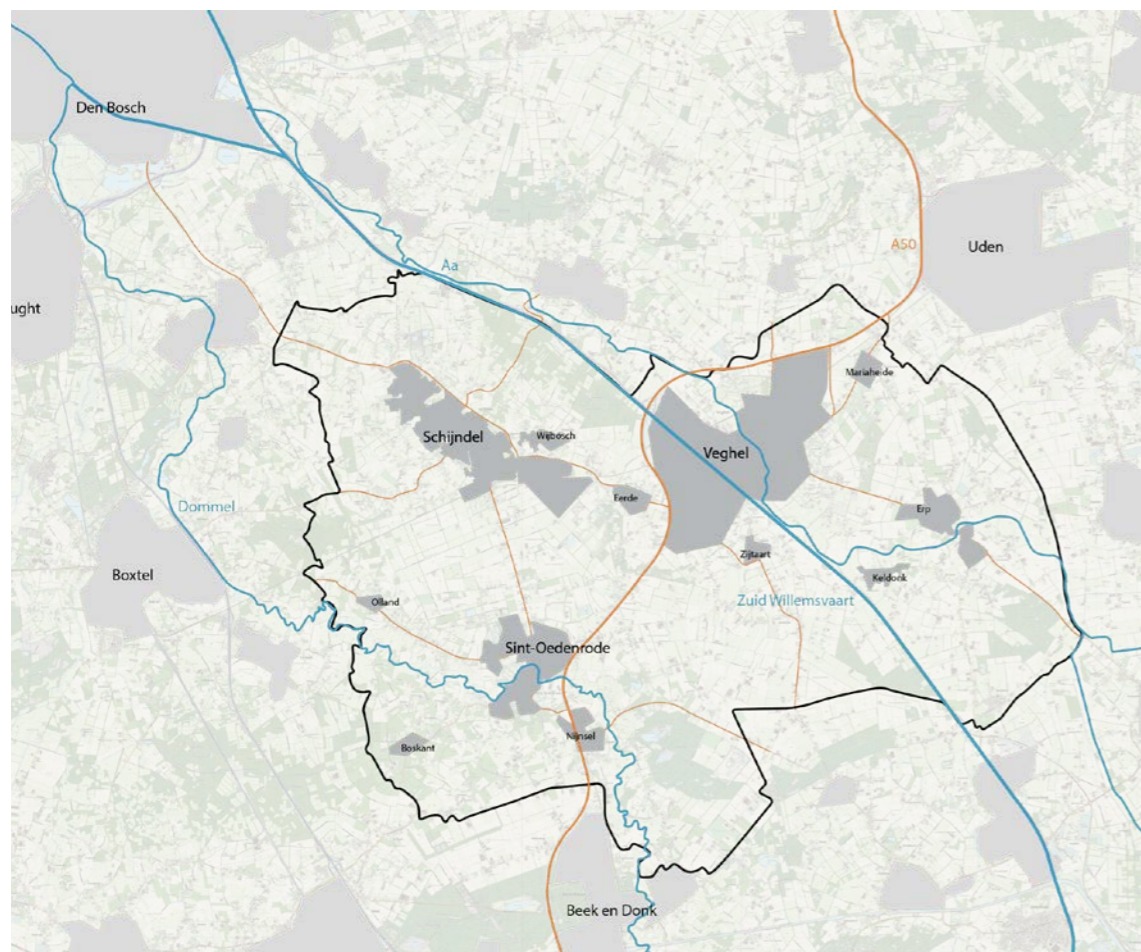 Den Bosch
Uden
A50
Aa
ught
Mariaheide
Schijndel
Wijbosch
Veghel
Eerde
Dommel
Erp
Zijtaart
Boxtel
Keldonk
Olland
Zuid Willemsvaart
Sint-Oedenrode
Nijnsel
Boskant
Beek en Donk